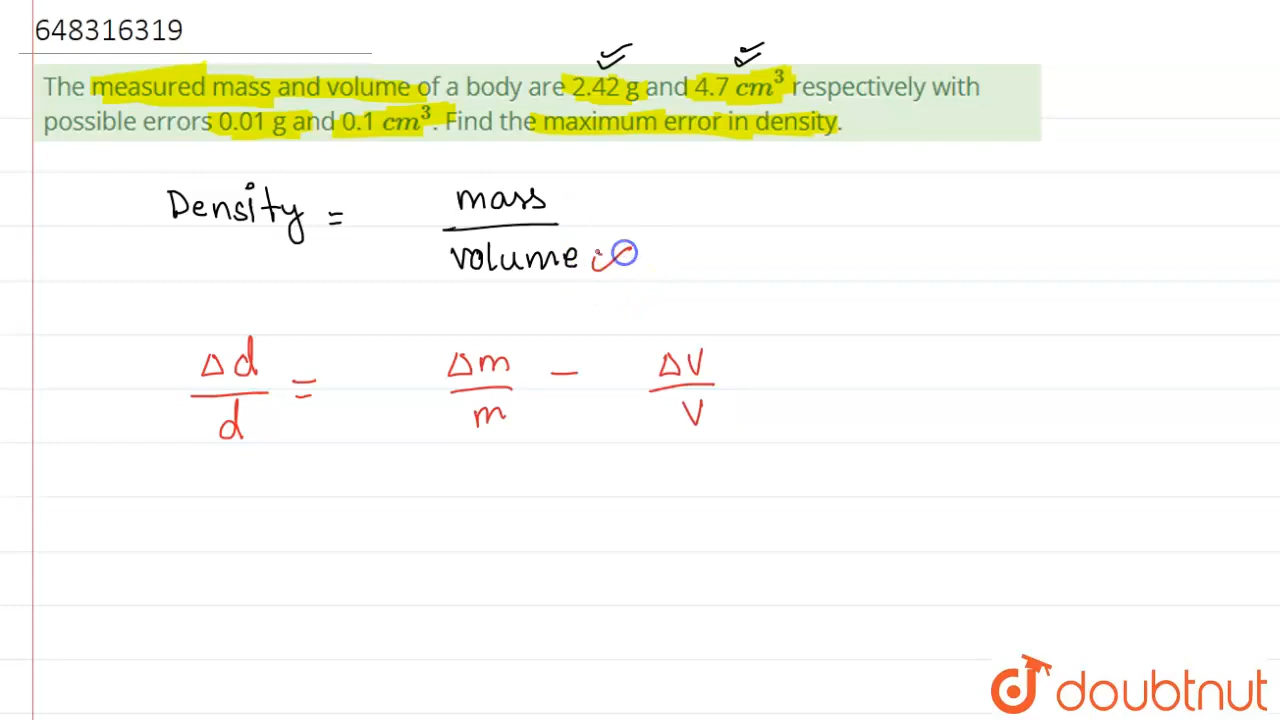 648316319
The measured mass and volume of a body are 2.42 g and 4.7 cm³ respectively with
possible errors 0.01 g and 0.1 cm³. Find the maximum error in density.
Density = mass / volume
Δd / d = Δm / m − ΔV / V
doubtnut